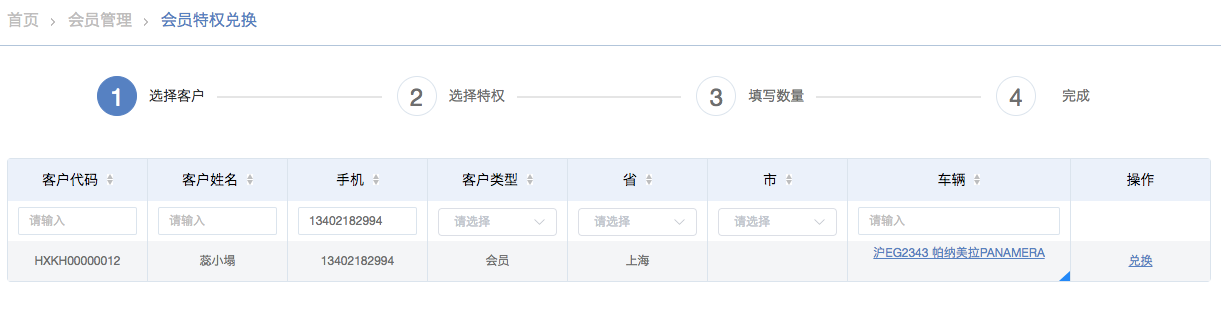 首页 > 会员管理 > 会员特权兑换
1 选择客户 2 选择特权 3 填写数量 4 完成
客户代码 客户姓名 手机 客户类型 省 市 车辆 操作
请输入 请输入 13402182994 请选择 请选择 请选择 请输入
HXKH00000012 蕊小塌 13402182994 会员 上海 沪EG2343 帕纳美拉PANAMERA 兑换